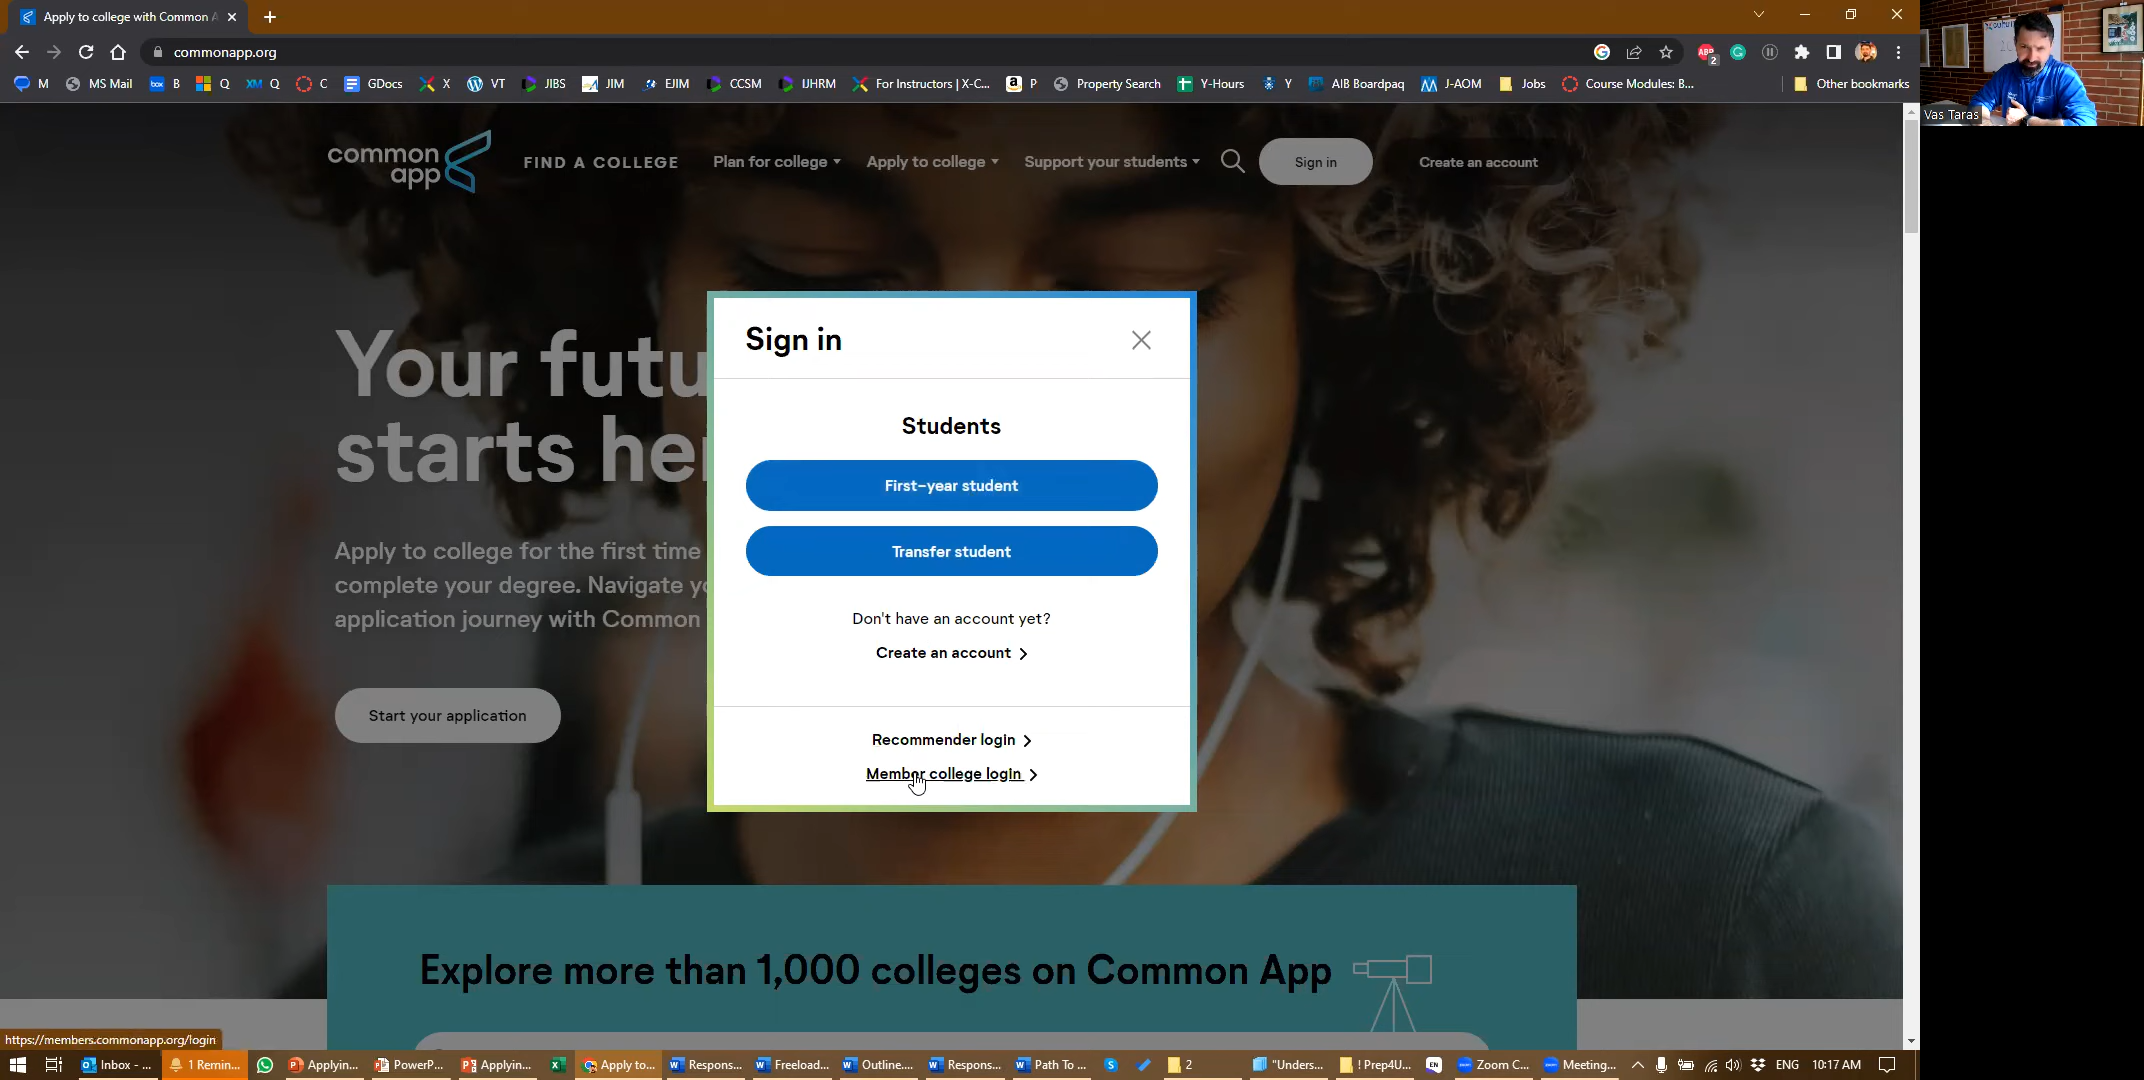 Apply to college with Common A
commonapp.org
M
MS Mail
box B
Q
XM Q
C
GDocs
X
VT
JIBS
JIM
EJIM
CCSM
IJHRM
For Instructors | X-C...
P
Property Search
Y-Hours
Y
AIB Boardpaq
J-AOM
Jobs
Course Modules: B...
Other bookmarks
Vas Taras
common app
FIND A COLLEGE
Plan for college
Apply to college
Support your students
Sign in
Create an account
Your futu
starts he
Apply to college for the first time
complete your degree. Navigate yo
application journey with Common
Start your application
Sign in
Students
First-year student
Transfer student
Don't have an account yet?
Create an account
Recommender login
Member college login
Explore more than 1,000 colleges on Common App
https://members.commonapp.org/login
Inbox - ...
1 Remin...
Applyin...
PowerP...
Applyin...
Apply to...
Respons...
Freeload...
Outline....
Respons...
Path To ...
2
"Unders...
! Prep4U...
EN
Zoom C...
Meeting...
ENG
10:17 AM